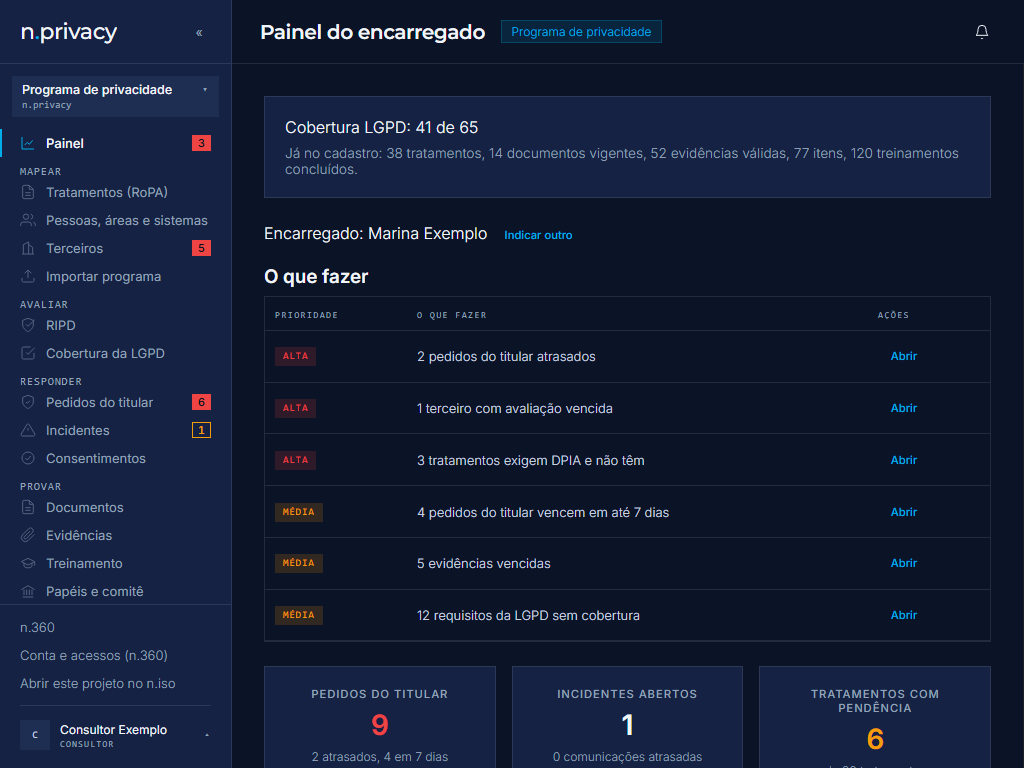 n.privacy
«
Programa de privacidade
n.privacy
Painel
3
MAPEAR
Tratamentos (RoPA)
Pessoas, áreas e sistemas
Terceiros
5
Importar programa
AVALIAR
RIPD
Cobertura da LGPD
RESPONDER
Pedidos do titular
6
Incidentes
1
Consentimentos
PROVAR
Documentos
Evidências
Treinamento
Papéis e comitê
n.360
Conta e acessos (n.360)
Abrir este projeto no n.iso
C
Consultor Exemplo
CONSULTOR
Painel do encarregado
Programa de privacidade
Cobertura LGPD: 41 de 65
Já no cadastro: 38 tratamentos, 14 documentos vigentes, 52 evidências válidas, 77 itens, 120 treinamentos
concluídos.
Encarregado: Marina Exemplo
Indicar outro
O que fazer
PRIORIDADE O QUE FAZER AÇÕES
ALTA 2 pedidos do titular atrasados Abrir
ALTA 1 terceiro com avaliação vencida Abrir
ALTA 3 tratamentos exigem DPIA e não têm Abrir
MÉDIA 4 pedidos do titular vencem em até 7 dias Abrir
MÉDIA 5 evidências vencidas Abrir
MÉDIA 12 requisitos da LGPD sem cobertura Abrir
PEDIDOS DO TITULAR
9
2 atrasados, 4 em 7 dias
INCIDENTES ABERTOS
1
0 comunicações atrasadas
TRATAMENTOS COM
PENDÊNCIA
6